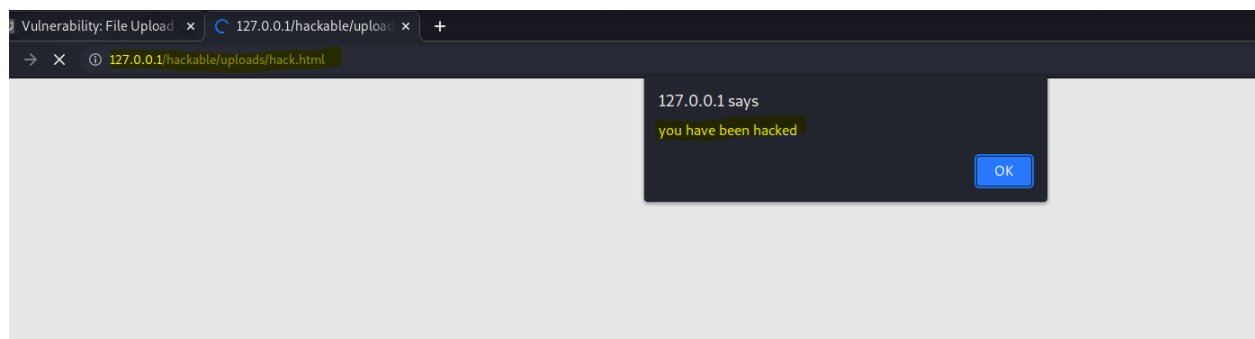 Vulnerability: File Upload
127.0.0.1/hackable/upload
127.0.0.1/hackable/uploads/hack.html
127.0.0.1 says
you have been hacked
OK